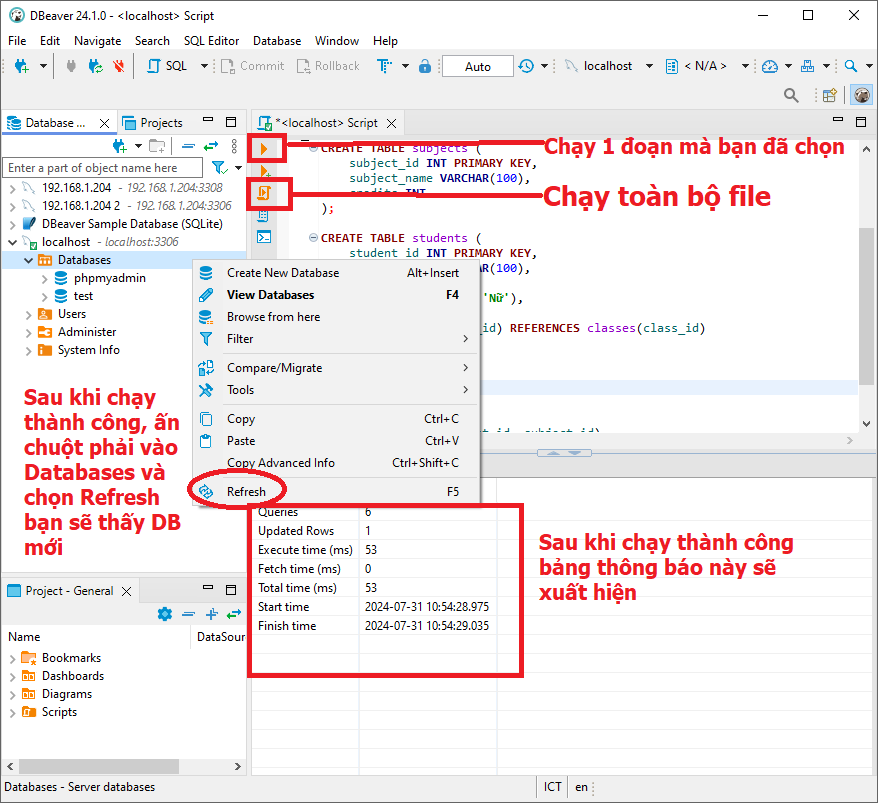 DBeaver 24.1.0 - <localhost> Script
File Edit Navigate Search SQL Editor Database Window Help
SQL Commit Rollback Auto localhost < N/A >
Database ... Projects
Enter a part of object name here
192.168.1.204 - 192.168.1.204:3308
192.168.1.204 2 - 192.168.1.204:3306
DBeaver Sample Database (SQLite)
localhost - localhost:3306
Databases
phpmyadmin
test
Users
Administer
System Info
Sau khi chạy
thành công, ấn
chuột phải vào
Databases và
chọn Refresh
bạn sẽ thấy DB
mới
*<localhost> Script
CREATE TABLE subjects (
subject_id INT PRIMARY KEY,
subject_name VARCHAR(100),
credits INT
);
CREATE TABLE students (
student_id INT PRIMARY KEY,
AR(100),
'Nữ'),
_id) REFERENCES classes(class_id)
Chạy 1 đoạn mà bạn đã chọn
Chạy toàn bộ file
Create New Database Alt+Insert
View Databases F4
Browse from here
Filter
Compare/Migrate
Tools
Copy Ctrl+C
Paste Ctrl+V
Copy Advanced Info Ctrl+Shift+C
Refresh F5
Queries 6
Updated Rows 1
Execute time (ms) 53
Fetch time (ms) 0
Total time (ms) 53
Start time 2024-07-31 10:54:28.975
Finish time 2024-07-31 10:54:29.035
Sau khi chạy thành công
bảng thông báo này sẽ
xuất hiện
Project - General
Name DataSour
Bookmarks
Dashboards
Diagrams
Scripts
Databases - Server databases ICT en